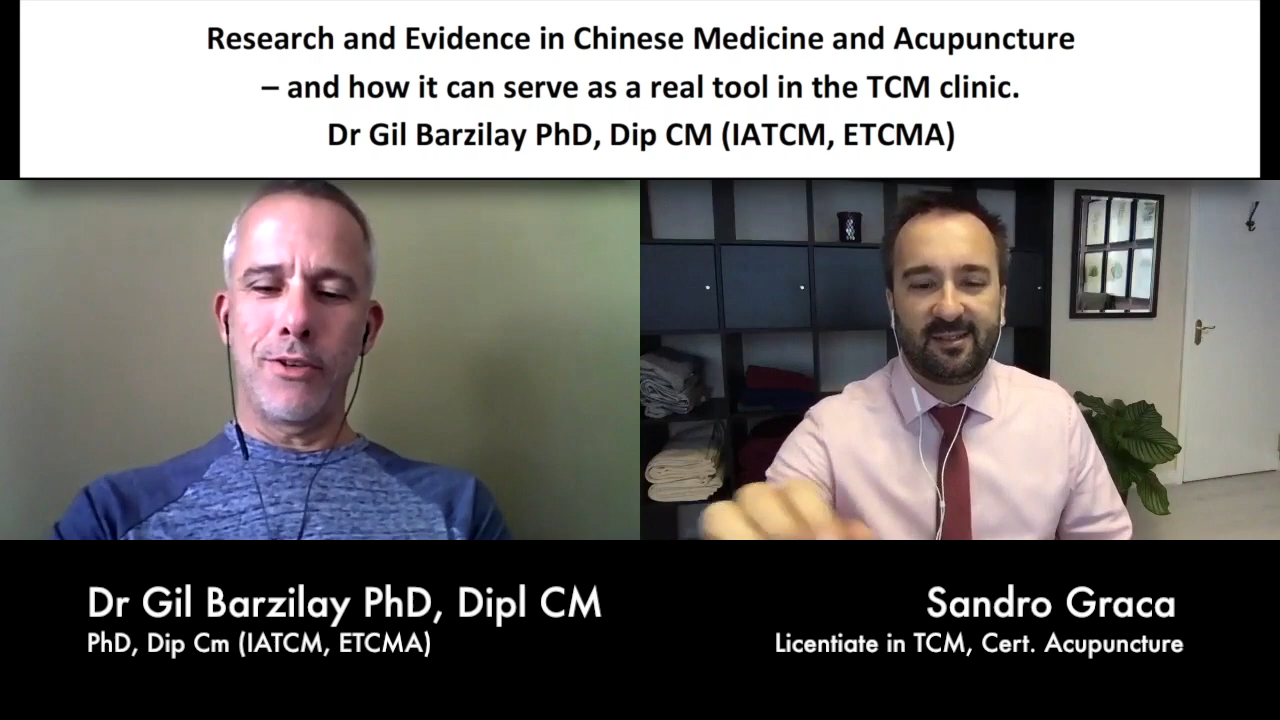 Research and Evidence in Chinese Medicine and Acupuncture
– and how it can serve as a real tool in the TCM clinic.
Dr Gil Barzilay PhD, Dip CM (IATCM, ETCMA)
Dr Gil Barzilay PhD, Dipl CM
PhD, Dip Cm (IATCM, ETCMA)
Sandro Graca
Licentiate in TCM, Cert. Acupuncture